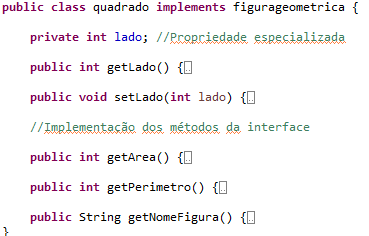 public class quadrado implements figurageometrica {
private int lado; //Propriedade especializada
public int getLado() {
public void setLado(int lado) {
//Implementação dos métodos da interface
public int getArea() {
public int getPerimetro() {
public String getNomeFigura() {
}